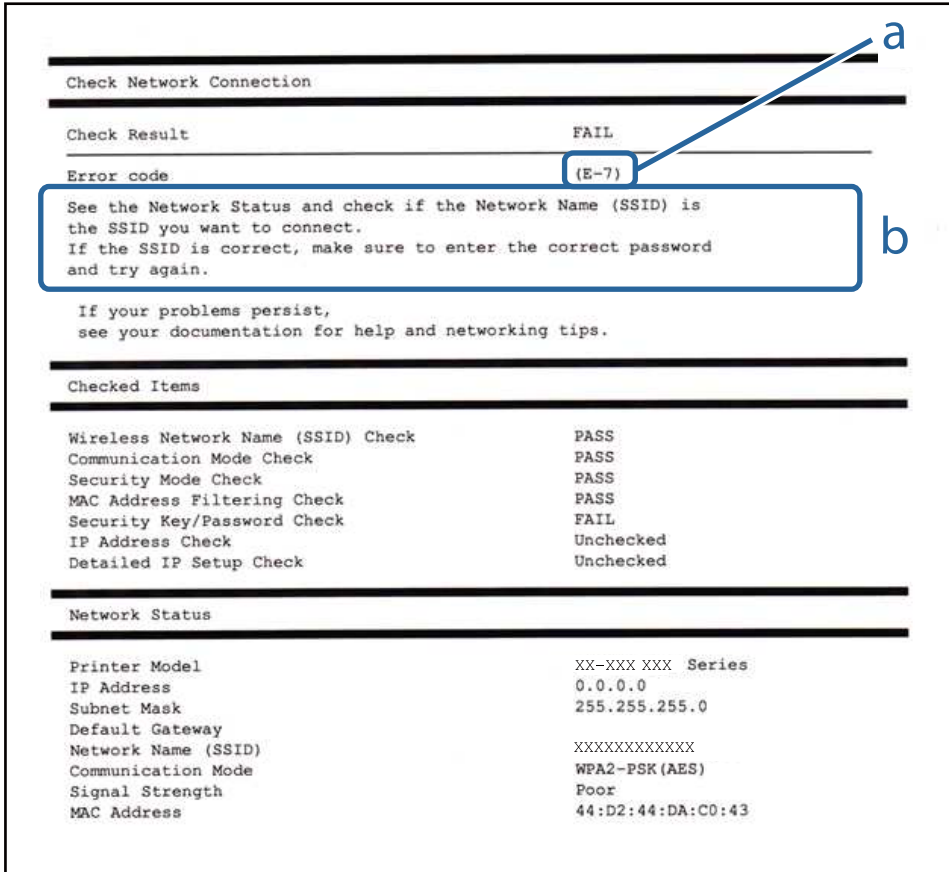 a
Check Network Connection
Check Result FAIL
Error code (E-7)
See the Network Status and check if the Network Name (SSID) is
the SSID you want to connect.
If the SSID is correct, make sure to enter the correct password
and try again.
b
If your problems persist,
see your documentation for help and networking tips.
Checked Items
Wireless Network Name (SSID) Check PASS
Communication Mode Check PASS
Security Mode Check PASS
MAC Address Filtering Check PASS
Security Key/Password Check FAIL
IP Address Check Unchecked
Detailed IP Setup Check Unchecked
Network Status
Printer Model XX-XXX XXX Series
IP Address 0.0.0.0
Subnet Mask 255.255.255.0
Default Gateway
Network Name (SSID) XXXXXXXXXXXX
Communication Mode WPA2-PSK(AES)
Signal Strength Poor
MAC Address 44:D2:44:DA:C0:43